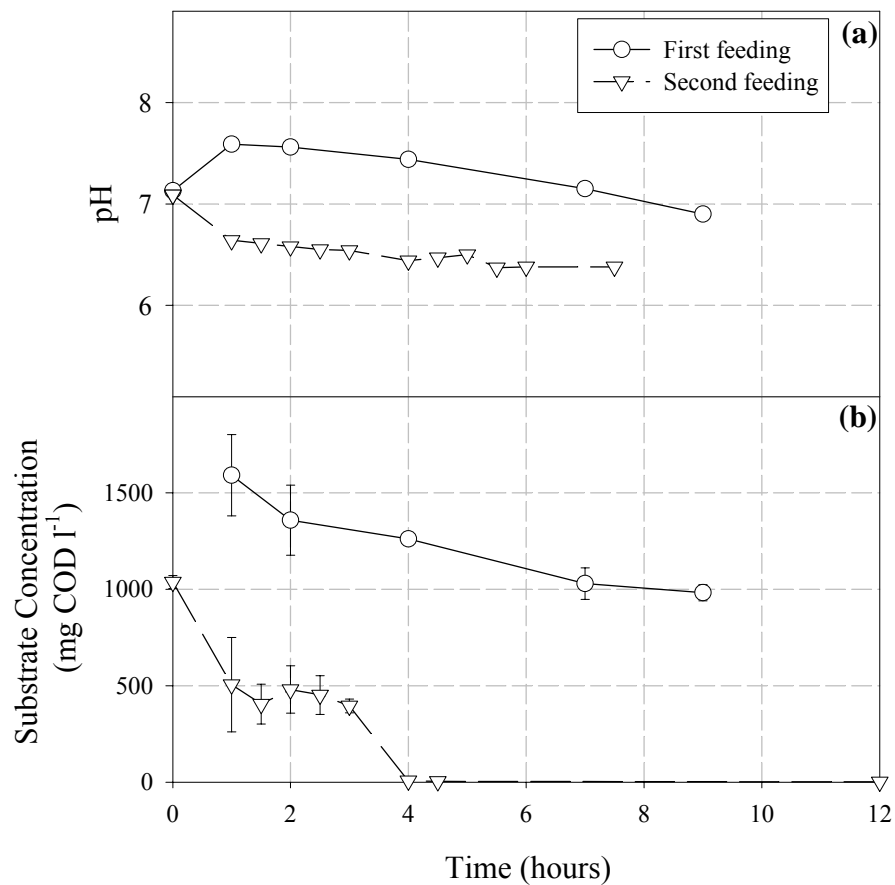 (a)
First feeding
Second feeding
8
7
6
pH
(b)
1500
1000
500
0
Substrate Concentration
(mg COD l⁻¹)
0 2 4 6 8 10 12
Time (hours)